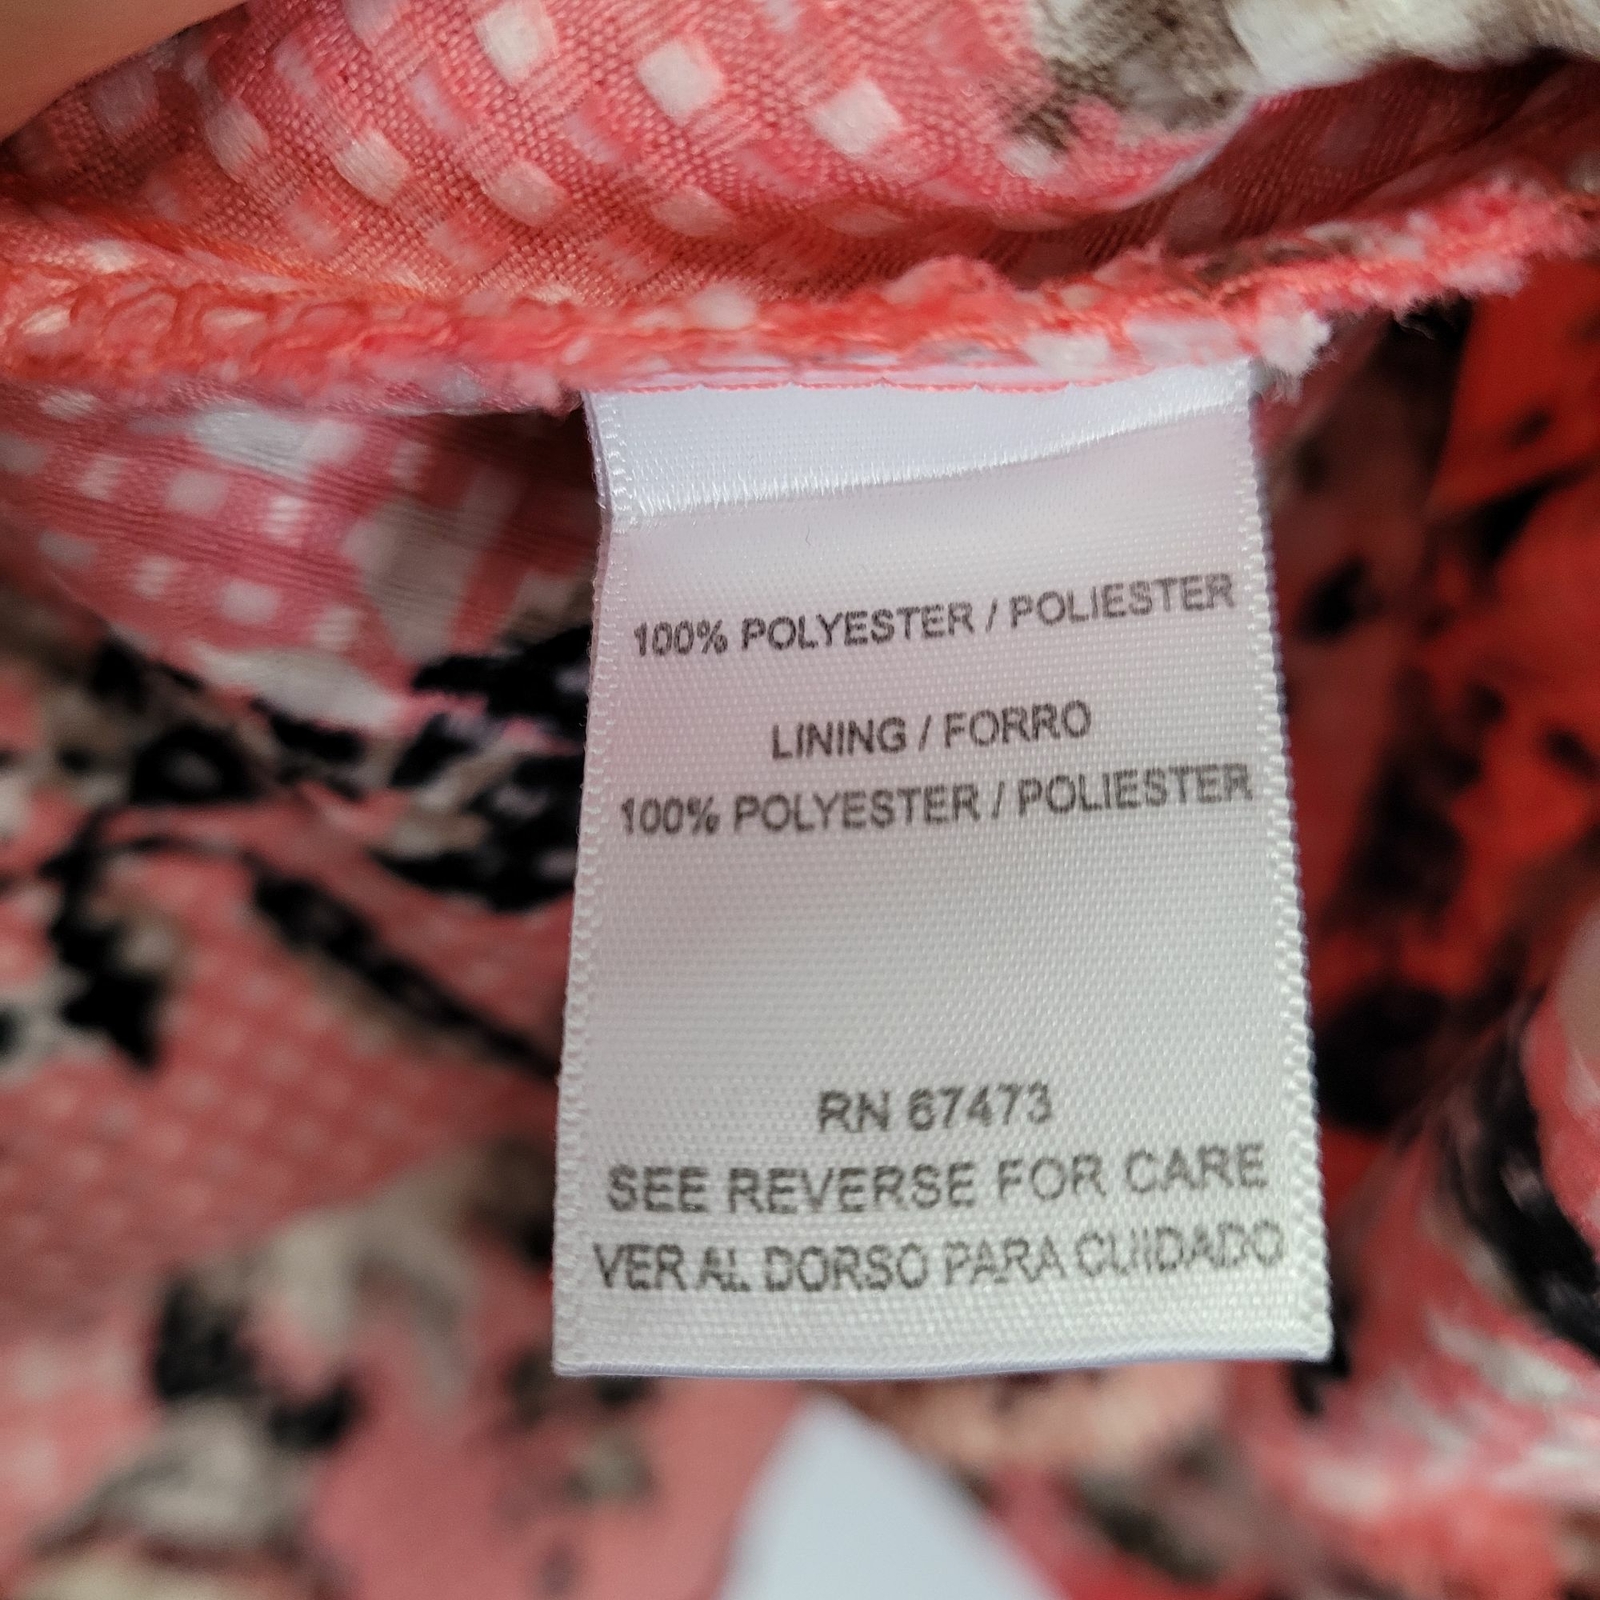 100% POLYESTER / POLIESTER
LINING / FORRO
100% POLYESTER / POLIESTER
RN 67473
SEE REVERSE FOR CARE
VER AL DORSO PARA CUIDADO